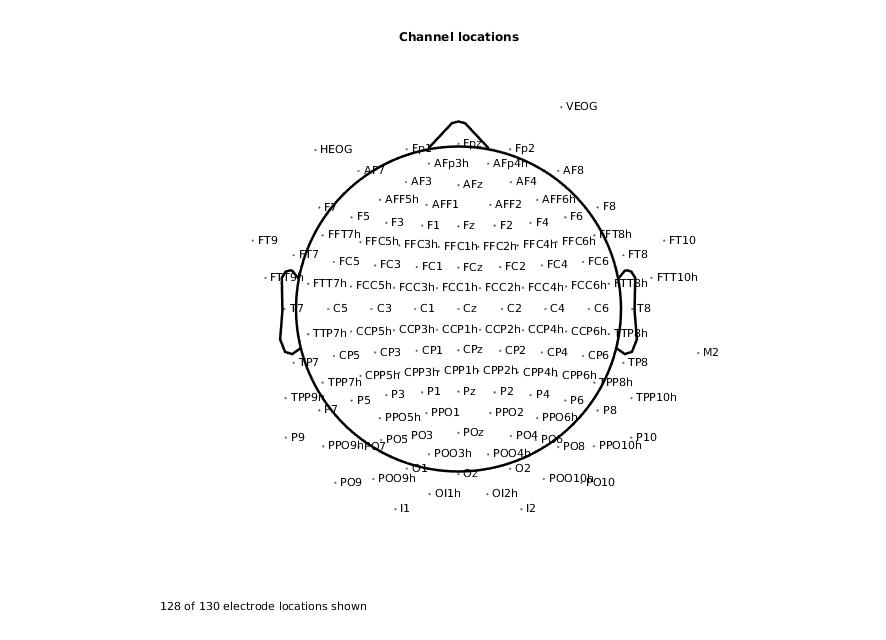 Channel locations
VEOG
HEOG Fp1 Fpz Fp2
AFp3h AFp4h
AF7 AF8
AF3 AFz AF4
AFF5h AFF1 AFF2 AFF6h
F7 F8
F5 F3 F1 Fz F2 F4 F6
FFT7h FFC5h FFC3h FFC1h FFC2h FFC4h FFC6h FFT8h
FT9 FT10
FT7 FT8
FC5 FC3 FC1 FCz FC2 FC4 FC6
FTT9h FTT10h
FTT7h FCC5h FCC3h FCC1h FCC2h FCC4h FCC6h FTT8h
T7 C5 C3 C1 Cz C2 C4 C6 T8
TTP7h CCP5h CCP3h CCP1h CCP2h CCP4h CCP6h TTP8h
M2
CP5 CP3 CP1 CPz CP2 CP4 CP6
TP7 TP8
CPP5h CPP3h CPP1h CPP2h CPP4h CPP6h
TPP7h TPP8h
P5 P3 P1 Pz P2 P4 P6
TPP9h TPP10h
P7 P8
PPO5h PPO1 PPO2 PPO6h
P9 PO5 PO3 POz PO4 PO6 P10
PPO9h PO7 PO8 PPO10h
POO3h POO4h
O1 Oz O2
PO9 POO9h POO10h PO10
OI1h OI2h
I1 I2
128 of 130 electrode locations shown